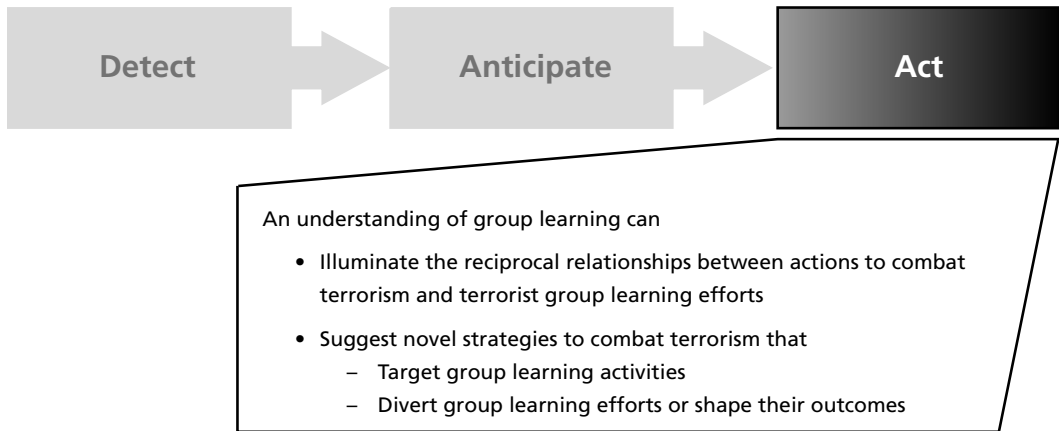 Detect
Anticipate
Act
An understanding of group learning can
• Illuminate the reciprocal relationships between actions to combat
terrorism and terrorist group learning efforts
• Suggest novel strategies to combat terrorism that
– Target group learning activities
– Divert group learning efforts or shape their outcomes